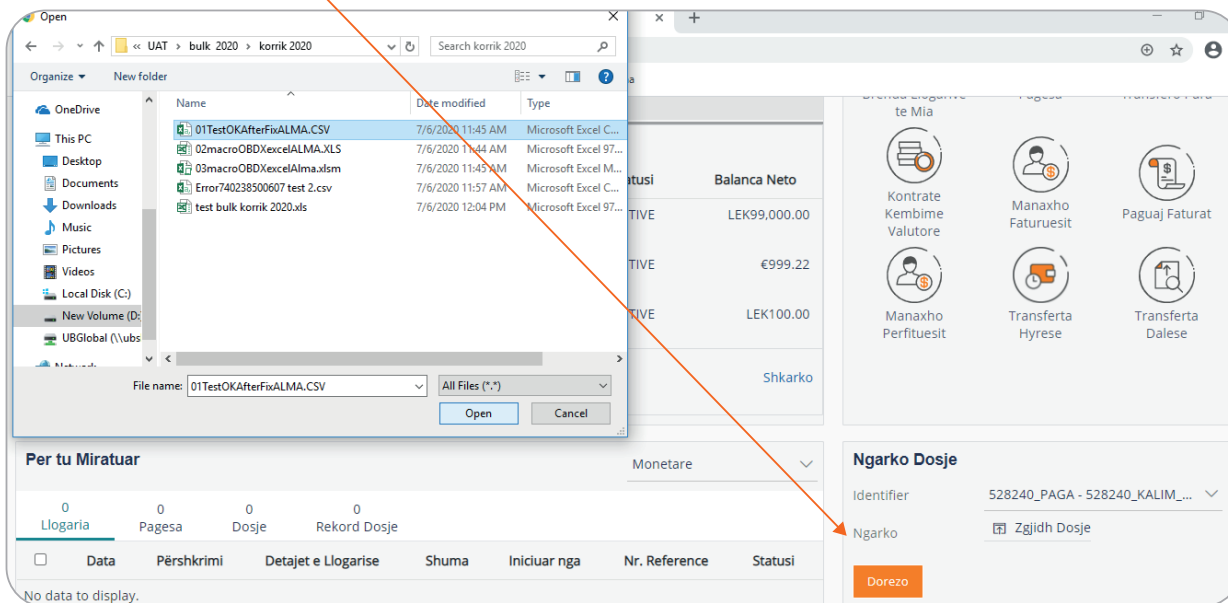 Open
« UAT › bulk 2020 › korrik 2020
Search korrik 2020
Organize
New folder
OneDrive
This PC
Desktop
Documents
Downloads
Music
Pictures
Videos
Local Disk (C:)
New Volume (D:
UBGlobal (\\ubs
Network
Name Date modified Type
01TestOKAfterFixALMA.CSV 7/6/2020 11:45 AM Microsoft Excel C...
02macroOBDXexcelALMA.XLS 7/6/2020 11:44 AM Microsoft Excel 97...
03macroOBDXexcelAlma.xlsm 7/6/2020 11:45 AM Microsoft Excel M...
Error740238500607 test 2.csv 7/6/2020 11:57 AM Microsoft Excel C...
test bulk korrik 2020.xls 7/6/2020 12:04 PM Microsoft Excel 97...
File name: 01TestOKAfterFixALMA.CSV All Files (*.*)
Open Cancel
a
tusi Balanca Neto
TIVE LEK99,000.00
TIVE €999.22
TIVE LEK100.00
Shkarko
te Mia
Kontrate
Kembime
Valutore
Manaxho
Faturuesit
Paguaj Faturat
Manaxho
Perfituesit
Transferta
Hyrese
Transferta
Dalese
Per tu Miratuar
Monetare
0 0 0 0
Llogaria Pagesa Dosje Rekord Dosje
Data Përshkrimi Detajet e Llogarise Shuma Iniciuar nga Nr. Reference Statusi
No data to display.
Ngarko Dosje
Identifier 528240_PAGA - 528240_KALIM_...
Ngarko Zgjidh Dosje
Dorezo